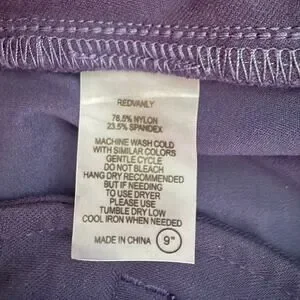 REDVANLY
76.5% NYLON
23.5% SPANDEX
MACHINE WASH COLD
WITH SIMILAR COLORS
GENTLE CYCLE
DO NOT BLEACH
HANG DRY RECOMMENDED
BUT IF NEEDING
TO USE DRYER
PLEASE USE
TUMBLE DRY LOW
COOL IRON WHEN NEEDED
MADE IN CHINA 9"